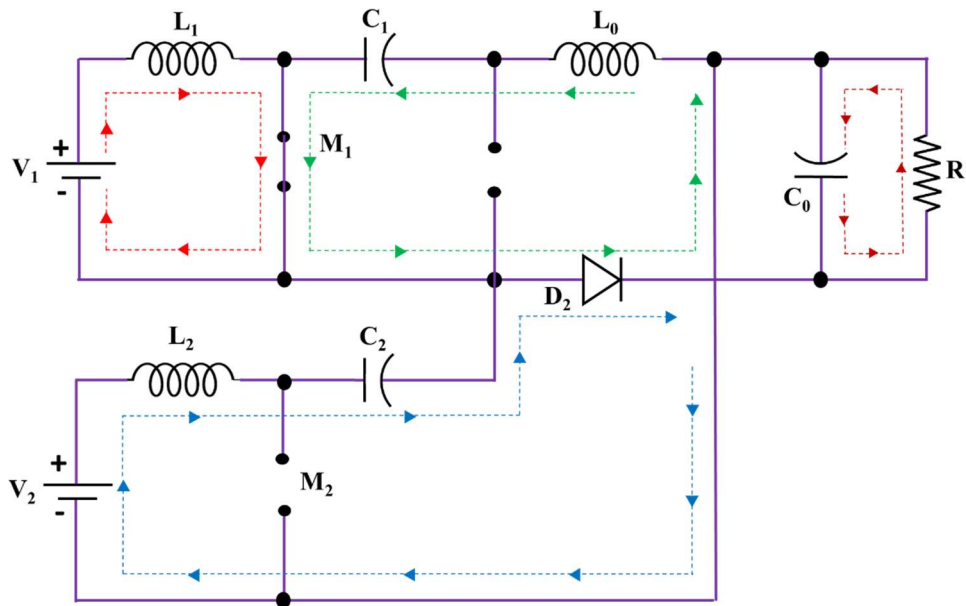 L₁
C₁
L₀
+
V₁
-
M₁
C₀
R
D₂
L₂
C₂
+
V₂
-
M₂